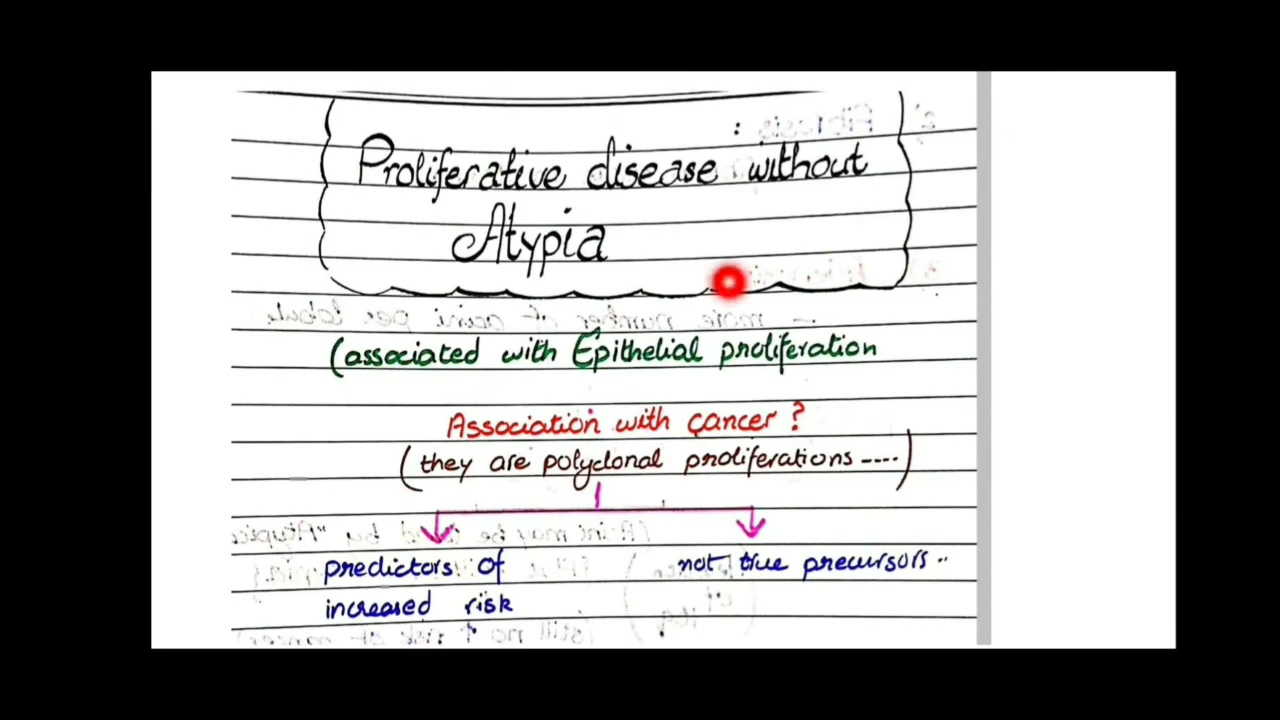 Proliferative disease without
Atypia
(associated with Epithelial proliferation
Association with cancer?
(they are polyclonal proliferations ----)
predictors of
increased risk
not true precursors..